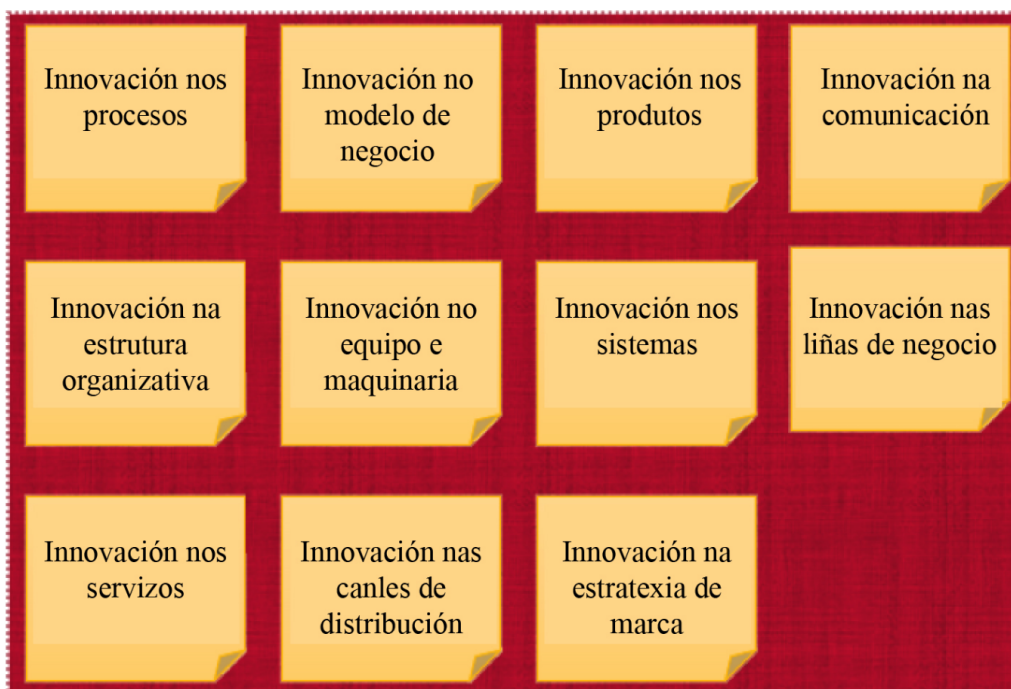 Innovación nos
procesos
Innovación no
modelo de
negocio
Innovación nos
produtos
Innovación na
comunicación
Innovación na
estrutura
organizativa
Innovación no
equipo e
maquinaria
Innovación nos
sistemas
Innovación nas
liñas de negocio
Innovación nos
servizos
Innovación nas
canles de
distribución
Innovación na
estratexia de
marca